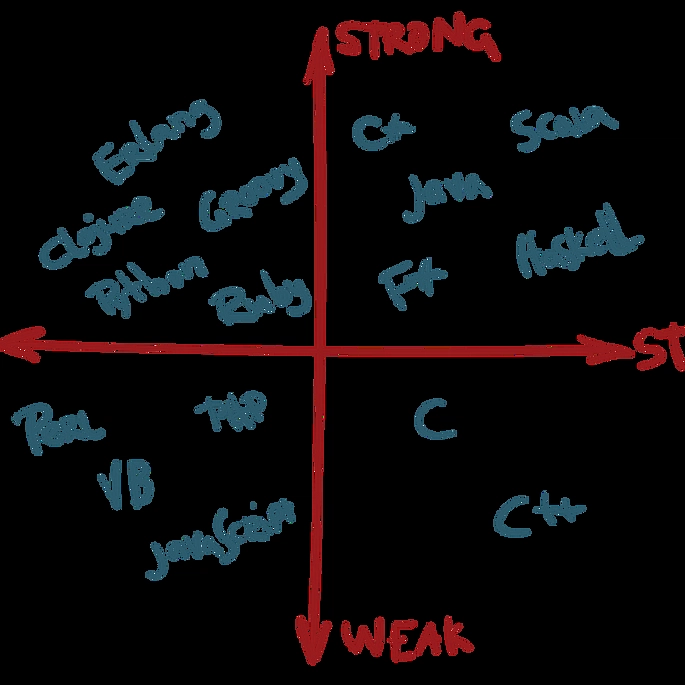 STRONG
Erlang
C#
Scala
Clojure
Groovy
Java
Python
Ruby
F#
Haskell
ST
Perl
PHP
C
VB
C++
JavaScript
WEAK